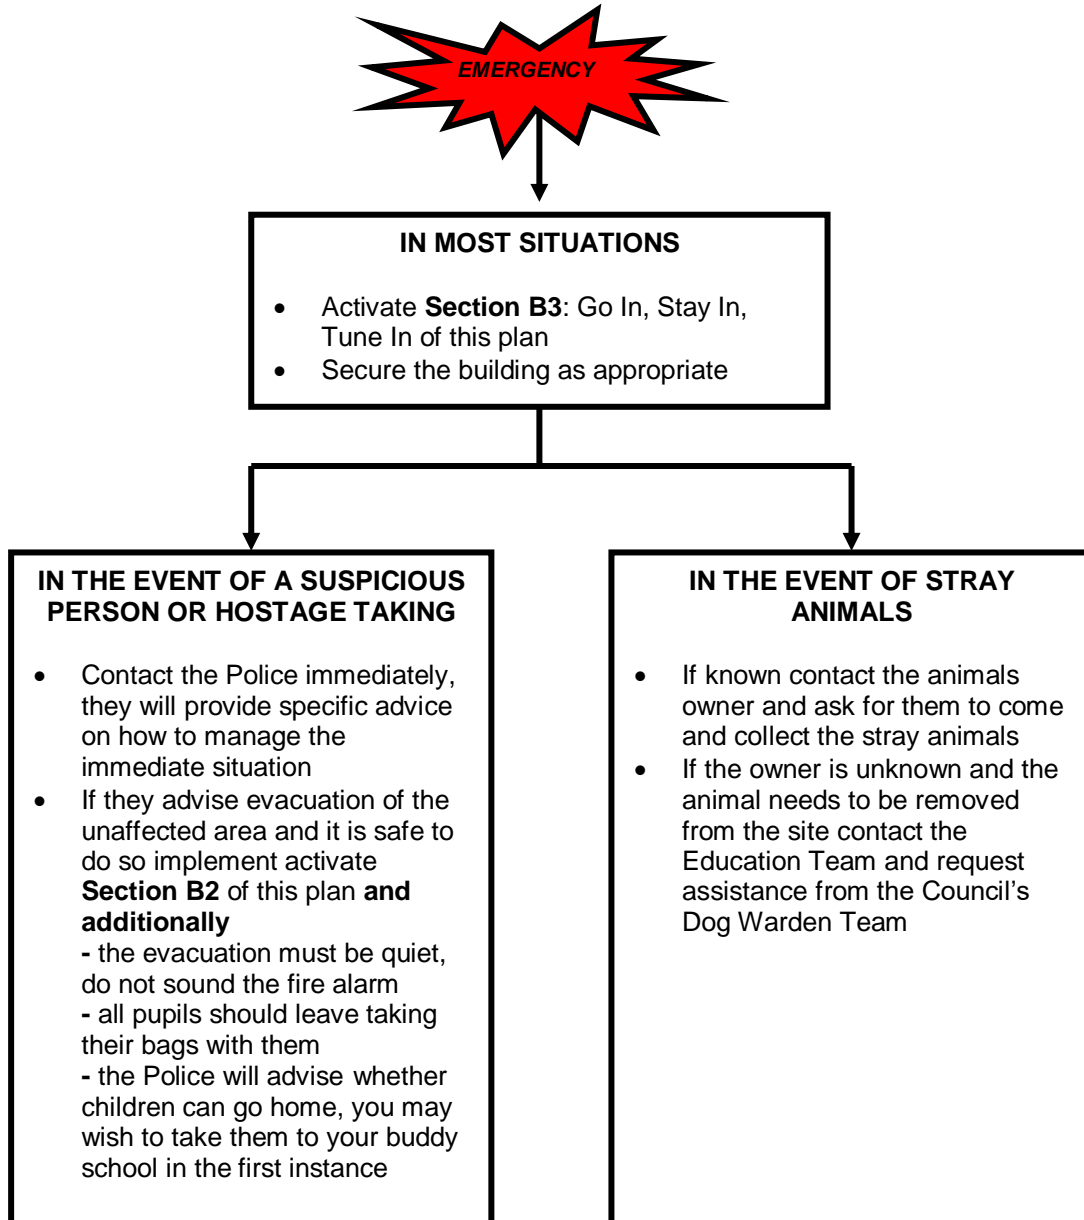 EMERGENCY
IN MOST SITUATIONS
• Activate Section B3: Go In, Stay In,
Tune In of this plan
• Secure the building as appropriate
IN THE EVENT OF A SUSPICIOUS
PERSON OR HOSTAGE TAKING
• Contact the Police immediately,
they will provide specific advice
on how to manage the
immediate situation
• If they advise evacuation of the
unaffected area and it is safe to
do so implement activate
Section B2 of this plan and
additionally
- the evacuation must be quiet,
do not sound the fire alarm
- all pupils should leave taking
their bags with them
- the Police will advise whether
children can go home, you may
wish to take them to your buddy
school in the first instance
IN THE EVENT OF STRAY
ANIMALS
• If known contact the animals
owner and ask for them to come
and collect the stray animals
• If the owner is unknown and the
animal needs to be removed
from the site contact the
Education Team and request
assistance from the Council’s
Dog Warden Team